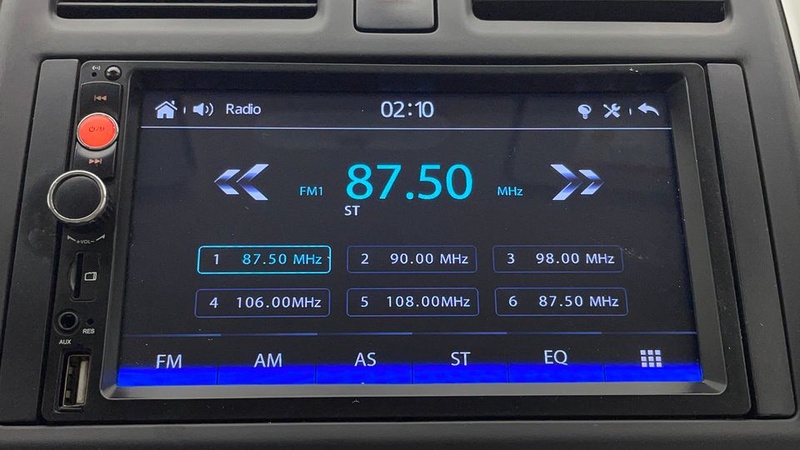 Radio
02:10
FM1
87.50
MHz
ST
1 87.50 MHz
2 90.00 MHz
3 98.00 MHz
4 106.00MHz
5 108.00MHz
6 87.50 MHz
FM
AM
AS
ST
EQ
+VOL-
RES
AUX